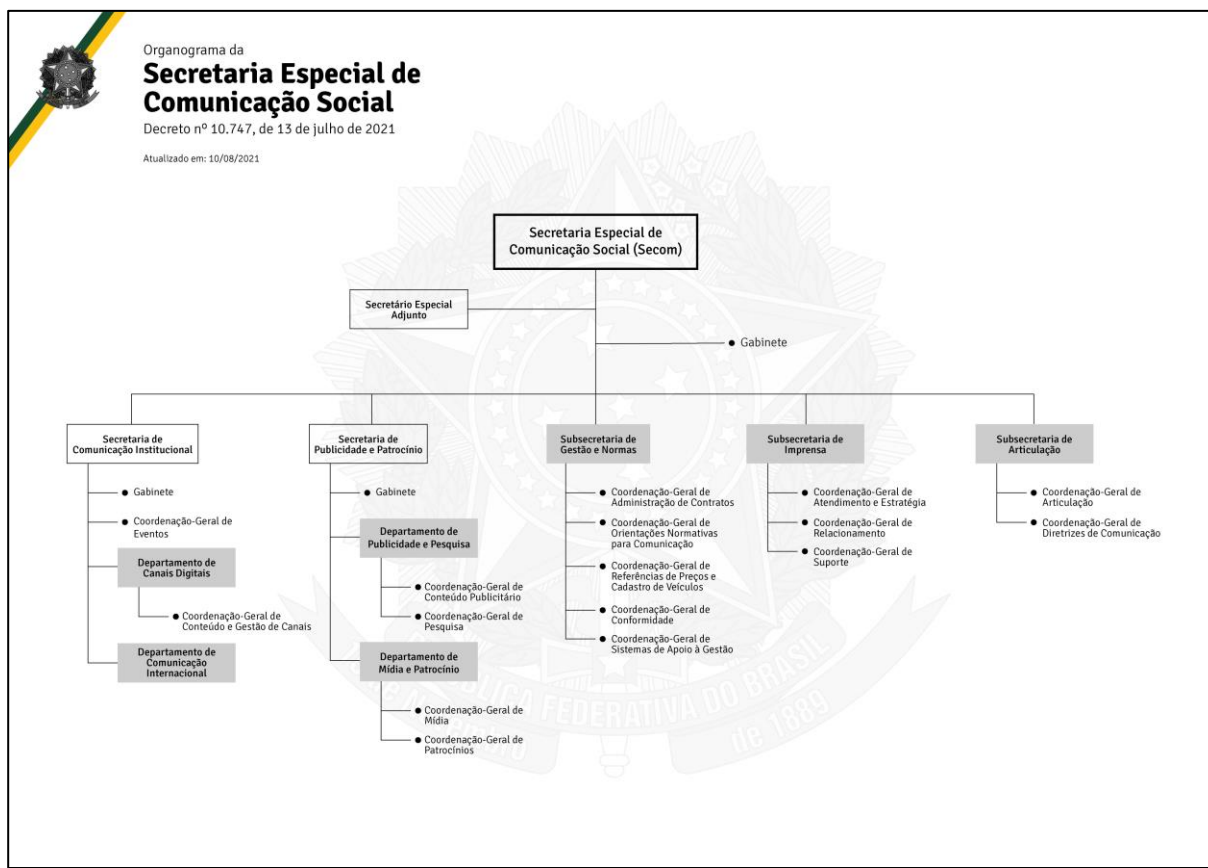 Organograma da
Secretaria Especial de
Comunicação Social
Decreto nº 10.747, de 13 de julho de 2021
Atualizado em: 10/08/2021
Secretaria Especial de
Comunicação Social (Secom)
Secretário Especial
Adjunto
Gabinete
Secretaria de
Comunicação Institucional
Gabinete
Coordenação-Geral de
Eventos
Departamento de
Canais Digitais
Coordenação-Geral de
Conteúdo e Gestão de Canais
Departamento de
Comunicação
Internacional
Secretaria de
Publicidade e Patrocínio
Gabinete
Departamento de
Publicidade e Pesquisa
Coordenação-Geral de
Conteúdo Publicitário
Coordenação-Geral de
Pesquisa
Departamento de
Mídia e Patrocínio
Coordenação-Geral de
Mídia
Coordenação-Geral de
Patrocínios
Subsecretaria de
Gestão e Normas
Coordenação-Geral de
Administração de Contratos
Coordenação-Geral de
Orientações Normativas
para Comunicação
Coordenação-Geral de
Referências de Preços e
Cadastro de Veículos
Coordenação-Geral de
Conformidade
Coordenação-Geral de
Sistemas de Apoio à Gestão
Subsecretaria de
Imprensa
Coordenação-Geral de
Atendimento e Estratégia
Coordenação-Geral de
Relacionamento
Coordenação-Geral de
Suporte
Subsecretaria de
Articulação
Coordenação-Geral de
Articulação
Coordenação-Geral de
Diretrizes de Comunicação
FEDERATIVA DO BRASIL
de 1889